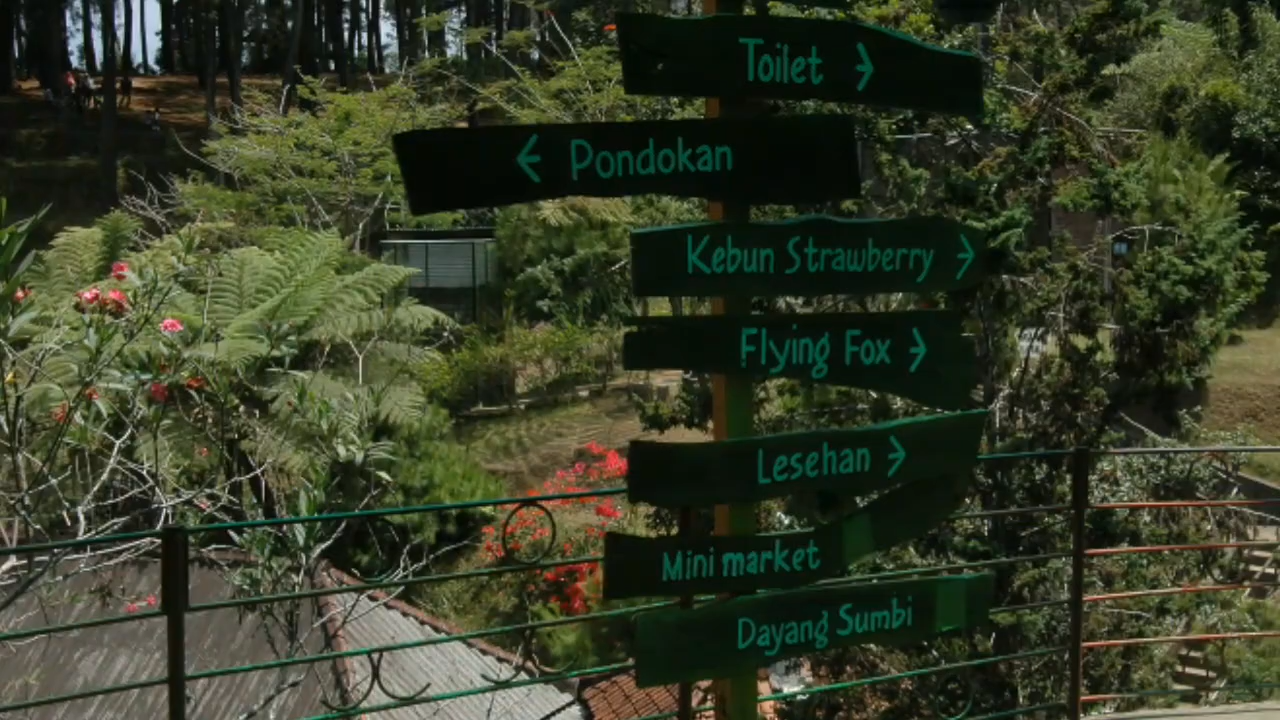 Toilet →
← Pondokan
Kebun Strawberry →
Flying Fox →
Lesehan →
Mini market
Dayang Sumbi